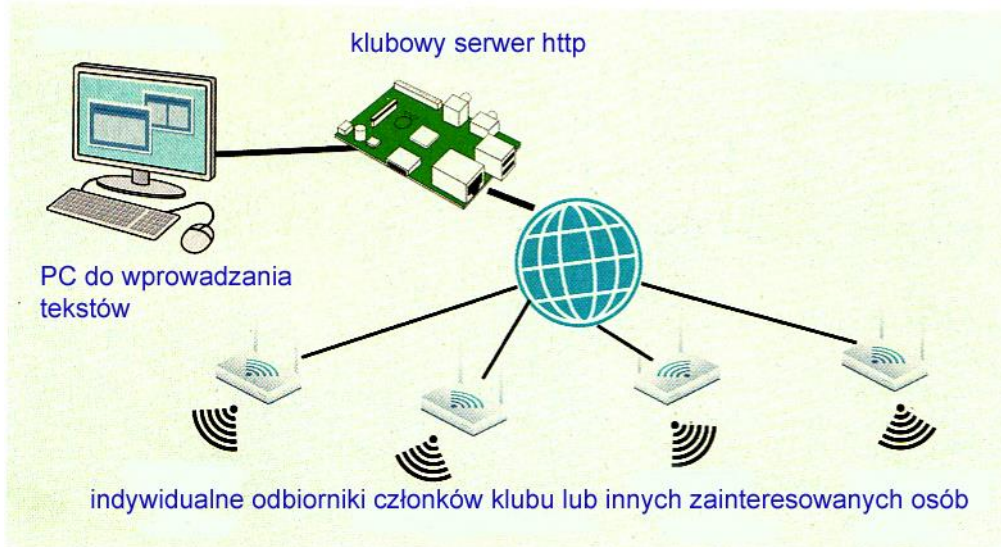 klubowy serwer http
PC do wprowadzania
tekstów
indywidualne odbiorniki członków klubu lub innych zainteresowanych osób